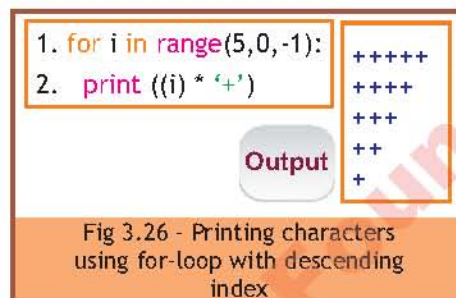 1. for i in range(5,0,-1):
2. print ((i) * ‘+’)
+++++
++++
+++
++
+
Output
Fig 3.26 - Printing characters
using for-loop with descending
index